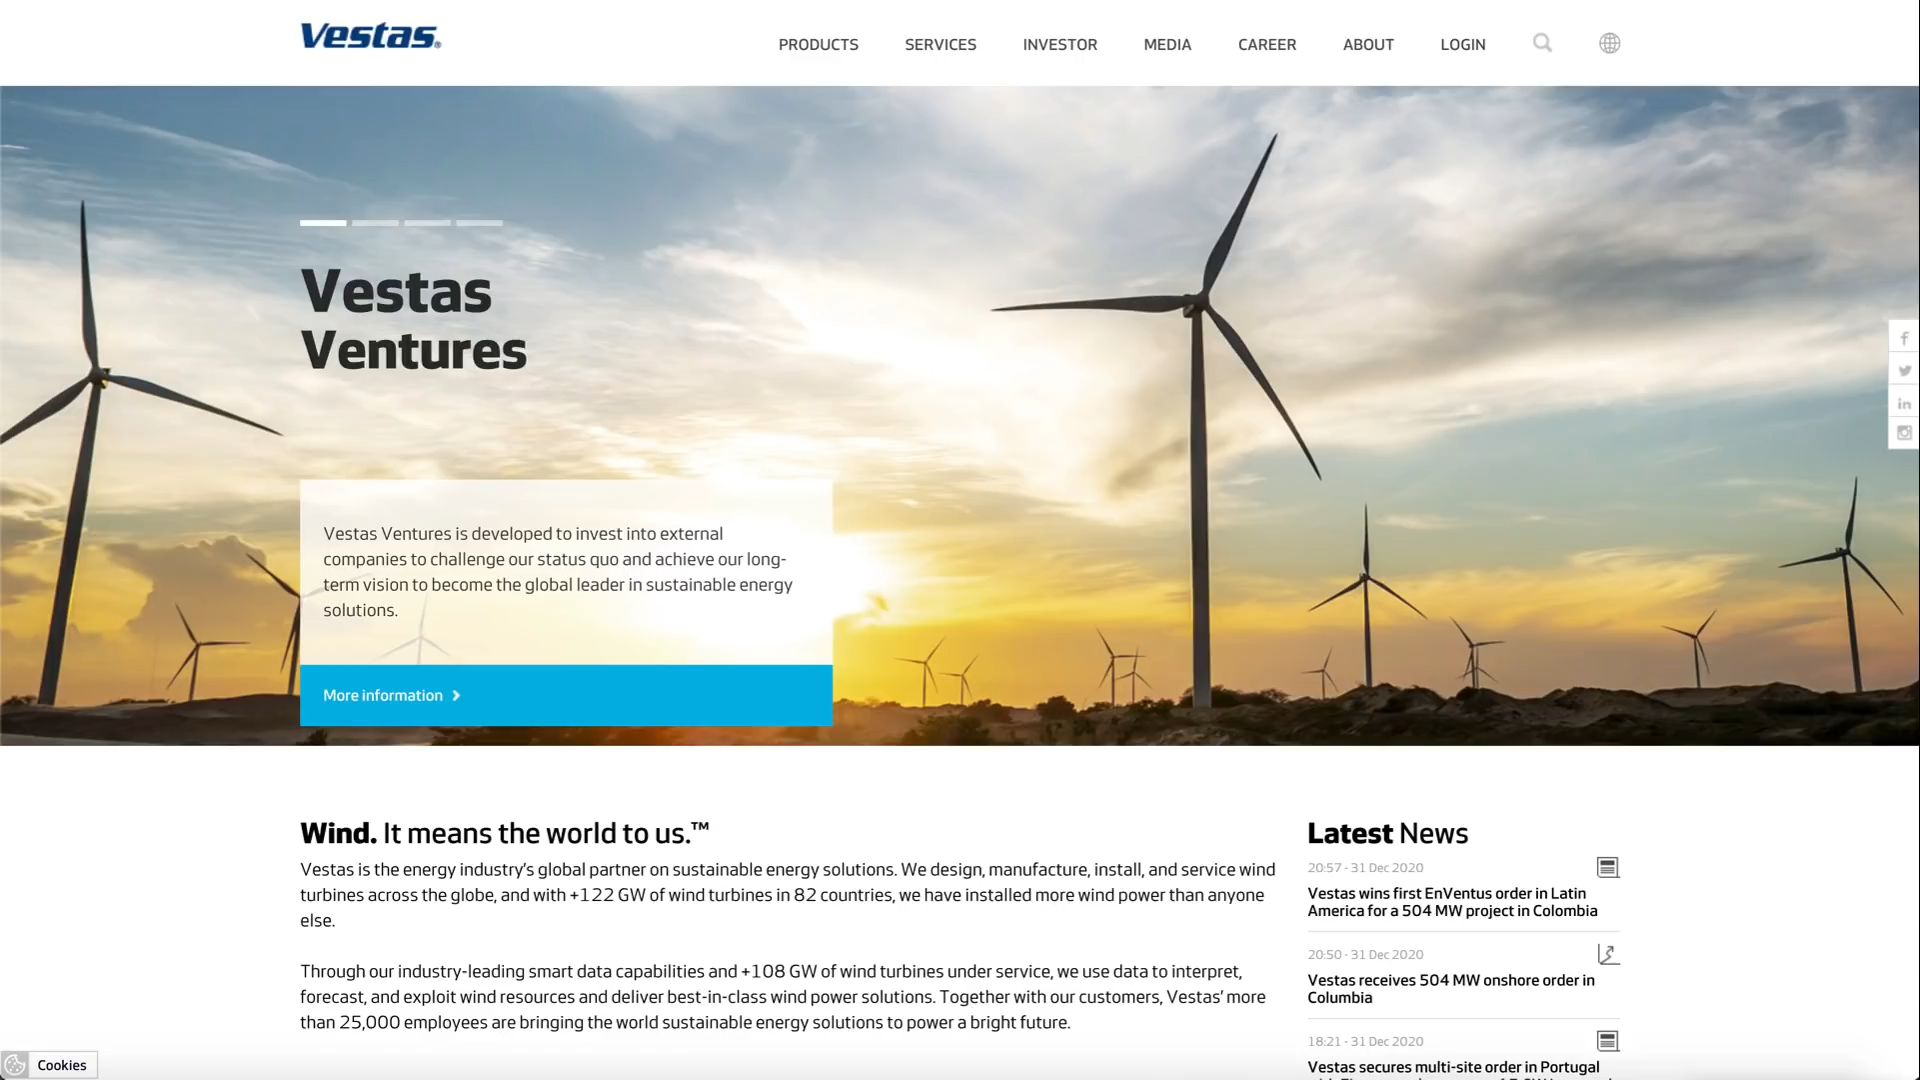 Vestas
PRODUCTS
SERVICES
INVESTOR
MEDIA
CAREER
ABOUT
LOGIN
Vestas
Ventures
Vestas Ventures is developed to invest into external
companies to challenge our status quo and achieve our long-
term vision to become the global leader in sustainable energy
solutions.
More information
Wind. It means the world to us.™
Vestas is the energy industry's global partner on sustainable energy solutions. We design, manufacture, install, and service wind
turbines across the globe, and with +122 GW of wind turbines in 82 countries, we have installed more wind power than anyone
else.
Through our industry-leading smart data capabilities and +108 GW of wind turbines under service, we use data to interpret,
forecast, and exploit wind resources and deliver best-in-class wind power solutions. Together with our customers, Vestas' more
than 25,000 employees are bringing the world sustainable energy solutions to power a bright future.
Latest News
20:57 - 31 Dec 2020
Vestas wins first EnVentus order in Latin
America for a 504 MW project in Colombia
20:50 - 31 Dec 2020
Vestas receives 504 MW onshore order in
Columbia
18:21 - 31 Dec 2020
Vestas secures multi-site order in Portugal
Cookies